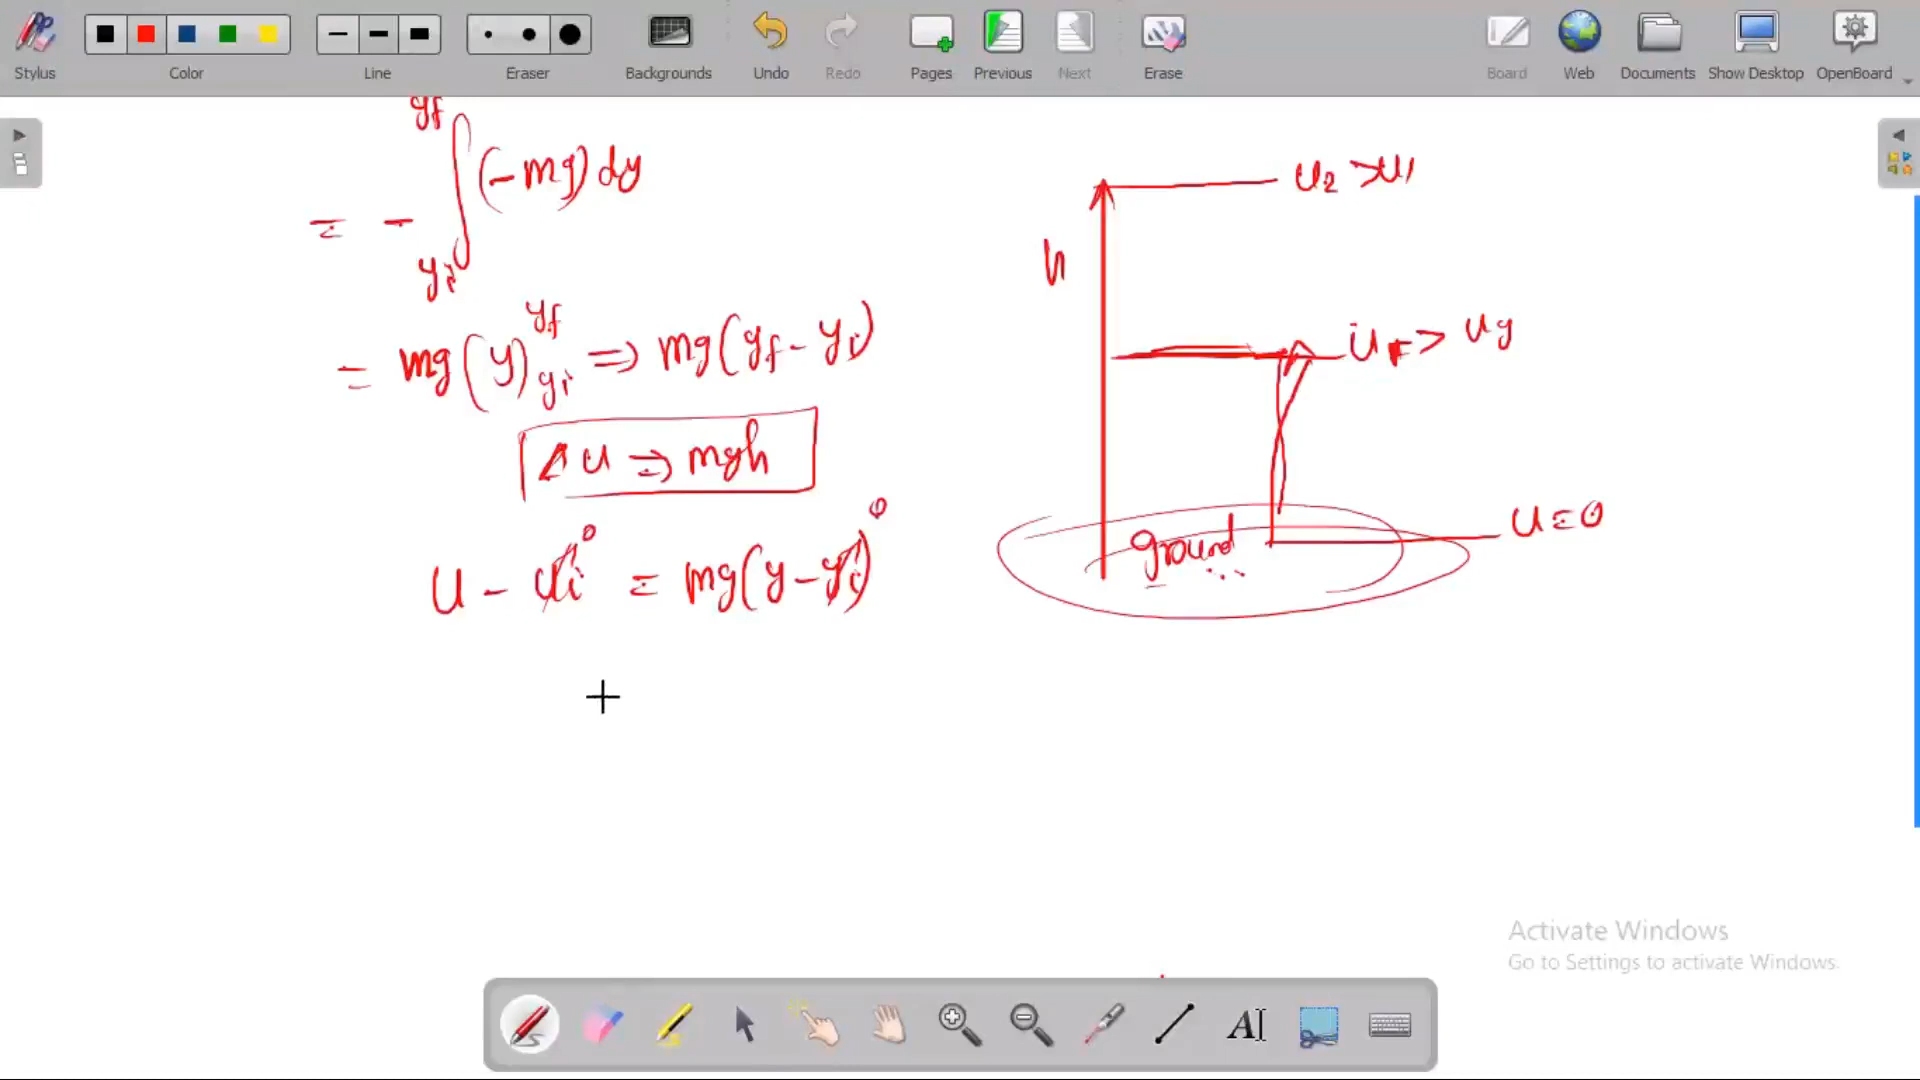 Stylus
Color
Line
Eraser
Backgrounds
Undo
Redo
Pages
Previous
Next
Erase
Board
Web
Documents
Show Desktop
OpenBoard
yf
= - ∫ (-mg) dy
yi
= mg(y) yf yi ⇒ mg(yf - yi)
ΔU ⇒ mgh
U - Ui 0 = mg(y - yi) 0
U2 > U1
h
> Ug
ground
U = 0
Activate Windows
Go to Settings to activate Windows.